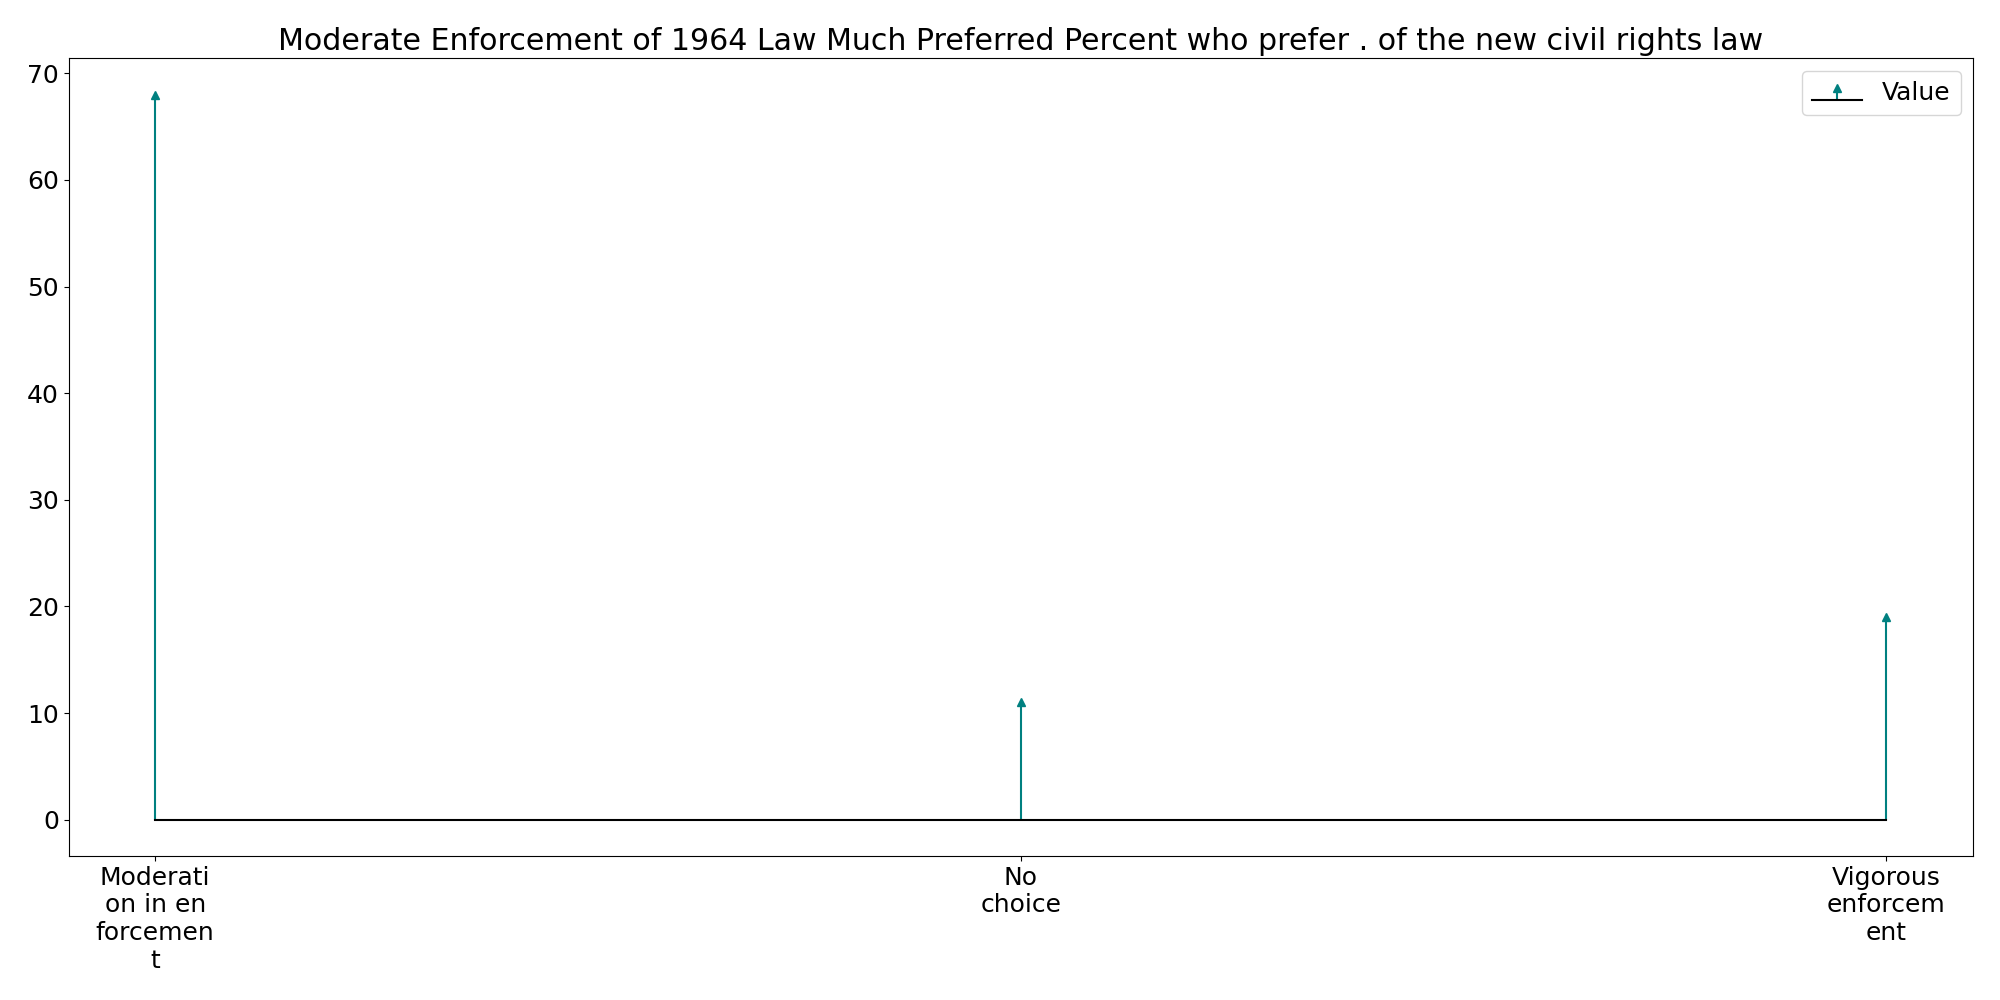 Moderate Enforcement of 1964 Law Much Preferred Percent who prefer . of the new civil rights law
Value
70
60
50
40
30
20
10
0
Moderati
on in en
forcemen
t
No
choice
Vigorous
enforcem
ent